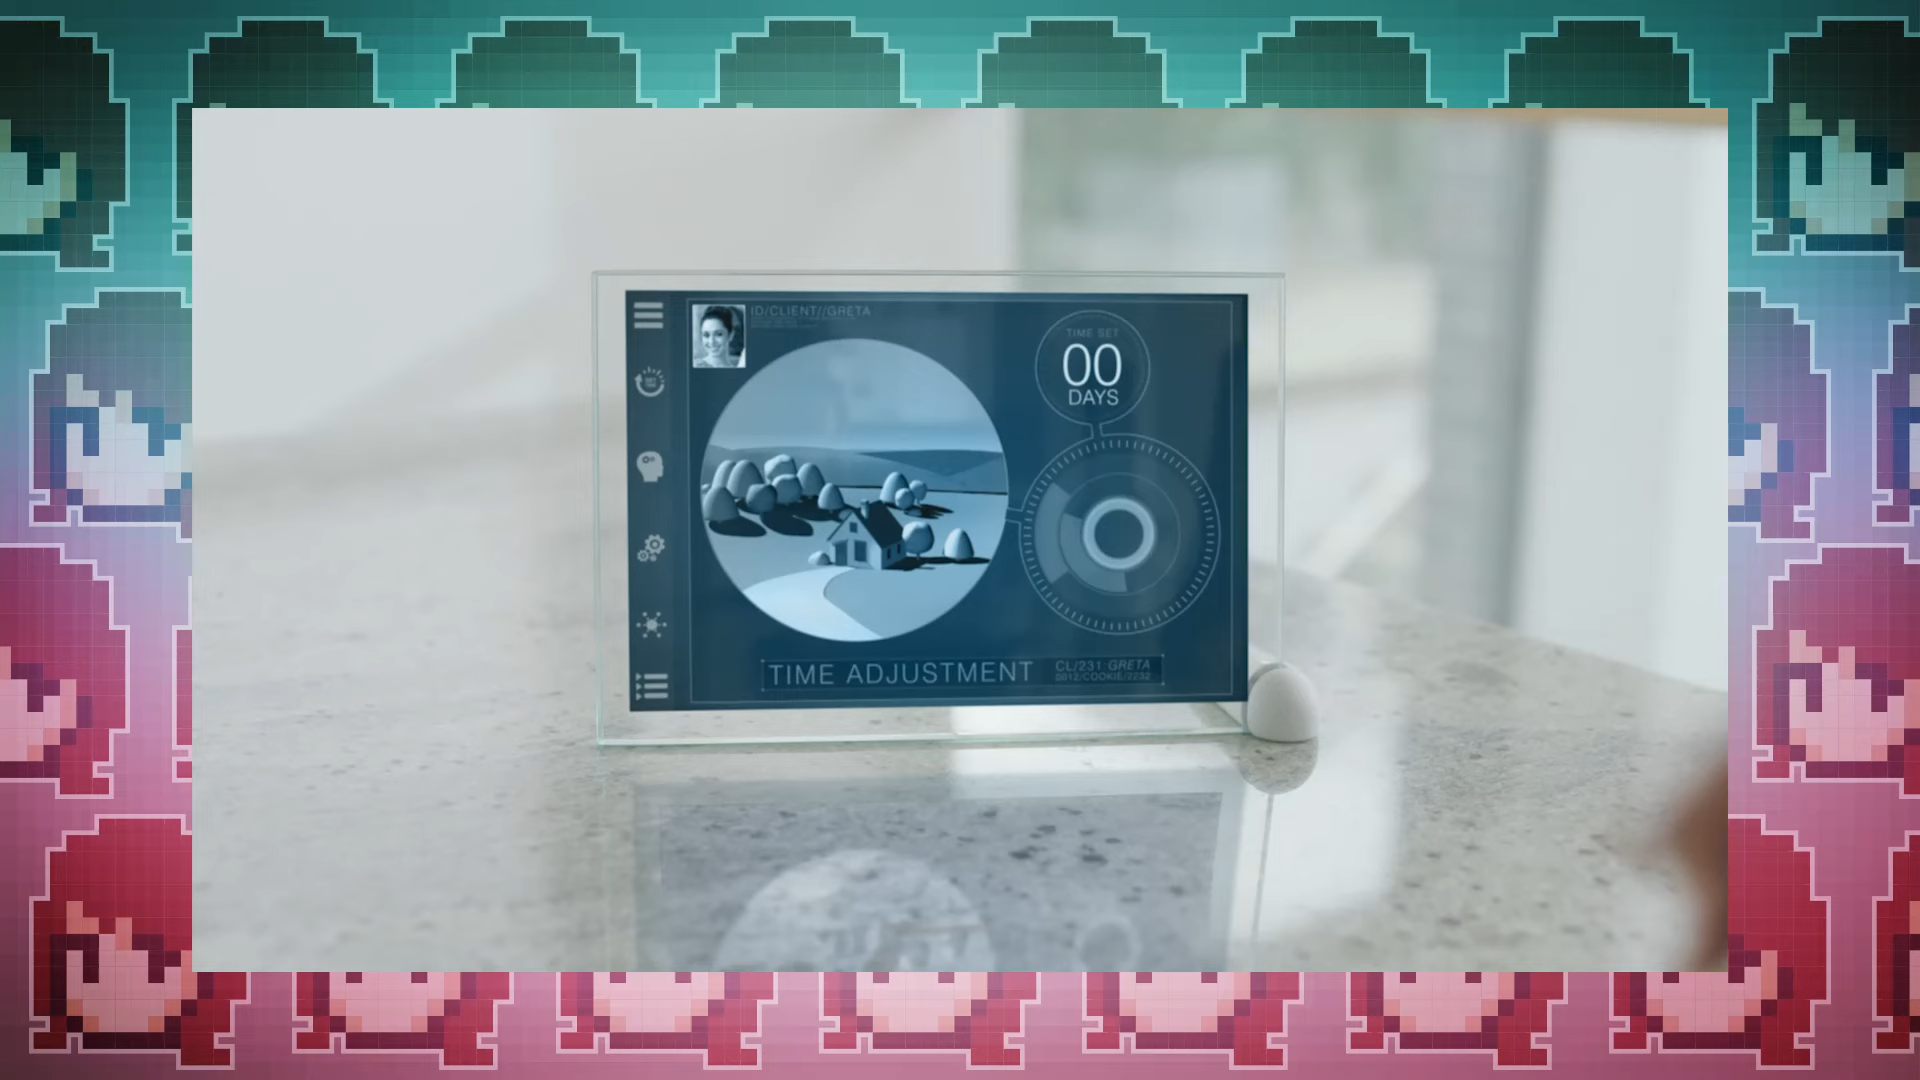 ID/CLIENT//GRETA
TIME SET
00
DAYS
TIME ADJUSTMENT
CL/231:GRETA
0012/COOKIE/2232